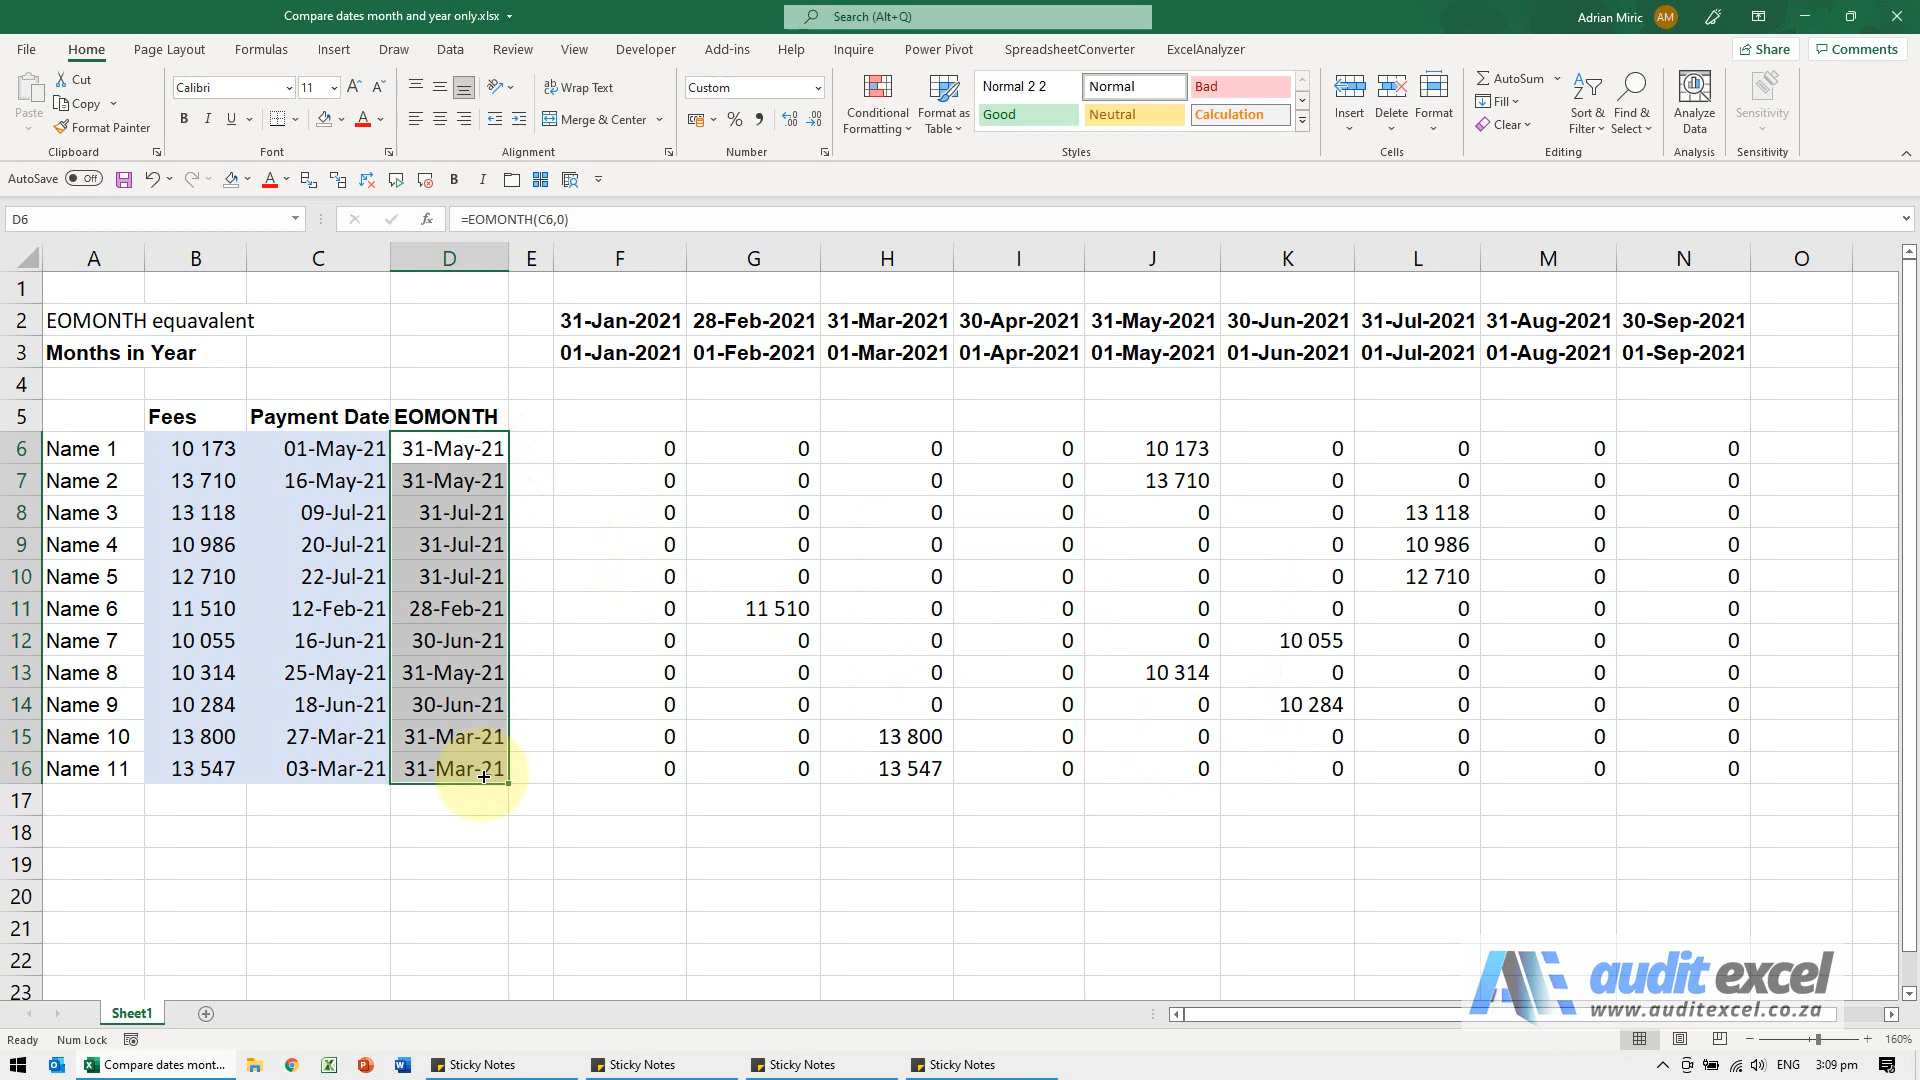 Compare dates month and year only.xlsx
Search (Alt+Q)
Adrian Miric
AM
File Home Page Layout Formulas Insert Draw Data Review View Developer Add-ins Help Inquire Power Pivot SpreadsheetConverter ExcelAnalyzer
Share
Comments
Paste
Cut
Copy
Format Painter
Clipboard
Calibri 11
B I U
Font
Wrap Text
Merge & Center
Alignment
Custom
Number
Conditional Formatting
Format as Table
Normal 2 2 Normal Bad
Good Neutral Calculation
Styles
Insert Delete Format
Cells
AutoSum
Fill
Clear
Sort & Filter
Find & Select
Editing
Analyze Data
Analysis
Sensitivity
Sensitivity
AutoSave Off
D6
fx
=EOMONTH(C6,0)
A B C D E F G H I J K L M N O
1
2 EOMONTH equavalent 31-Jan-2021 28-Feb-2021 31-Mar-2021 30-Apr-2021 31-May-2021 30-Jun-2021 31-Jul-2021 31-Aug-2021 30-Sep-2021
3 Months in Year 01-Jan-2021 01-Feb-2021 01-Mar-2021 01-Apr-2021 01-May-2021 01-Jun-2021 01-Jul-2021 01-Aug-2021 01-Sep-2021
4
5 Fees Payment Date EOMONTH
6 Name 1 10 173 01-May-21 31-May-21 0 0 0 0 10 173 0 0 0 0
7 Name 2 13 710 16-May-21 31-May-21 0 0 0 0 13 710 0 0 0 0
8 Name 3 13 118 09-Jul-21 31-Jul-21 0 0 0 0 0 0 13 118 0 0
9 Name 4 10 986 20-Jul-21 31-Jul-21 0 0 0 0 0 0 10 986 0 0
10 Name 5 12 710 22-Jul-21 31-Jul-21 0 0 0 0 0 0 12 710 0 0
11 Name 6 11 510 12-Feb-21 28-Feb-21 0 11 510 0 0 0 0 0 0 0
12 Name 7 10 055 16-Jun-21 30-Jun-21 0 0 0 0 0 10 055 0 0 0
13 Name 8 10 314 25-May-21 31-May-21 0 0 0 0 10 314 0 0 0 0
14 Name 9 10 284 18-Jun-21 30-Jun-21 0 0 0 0 0 10 284 0 0 0
15 Name 10 13 800 27-Mar-21 31-Mar-21 0 0 13 800 0 0 0 0 0 0
16 Name 11 13 547 03-Mar-21 31-Mar-21 0 0 13 547 0 0 0 0 0 0
17
18
19
20
21
22
23
audit excel
www.auditexcel.co.za
Sheet1
Ready Num Lock
160%
Compare dates mont...
Sticky Notes
Sticky Notes
Sticky Notes
Sticky Notes
ENG 3:09 pm